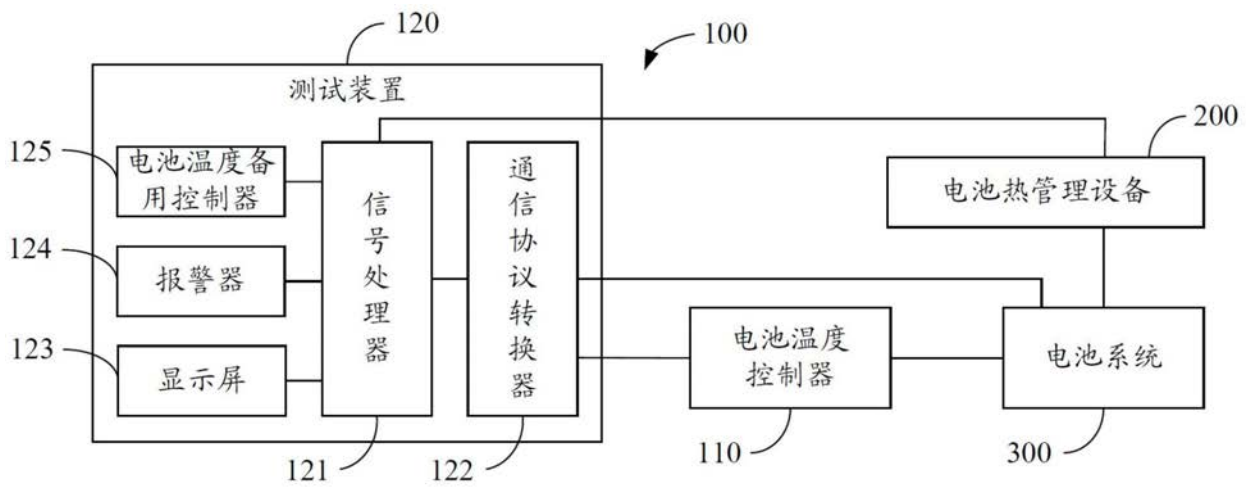 120
100
测试装置
200
125
电池温度备
用控制器
信号处理器
通信协议转换器
电池热管理设备
124
报警器
123
显示屏
电池温度
控制器
电池系统
121
122
110
300